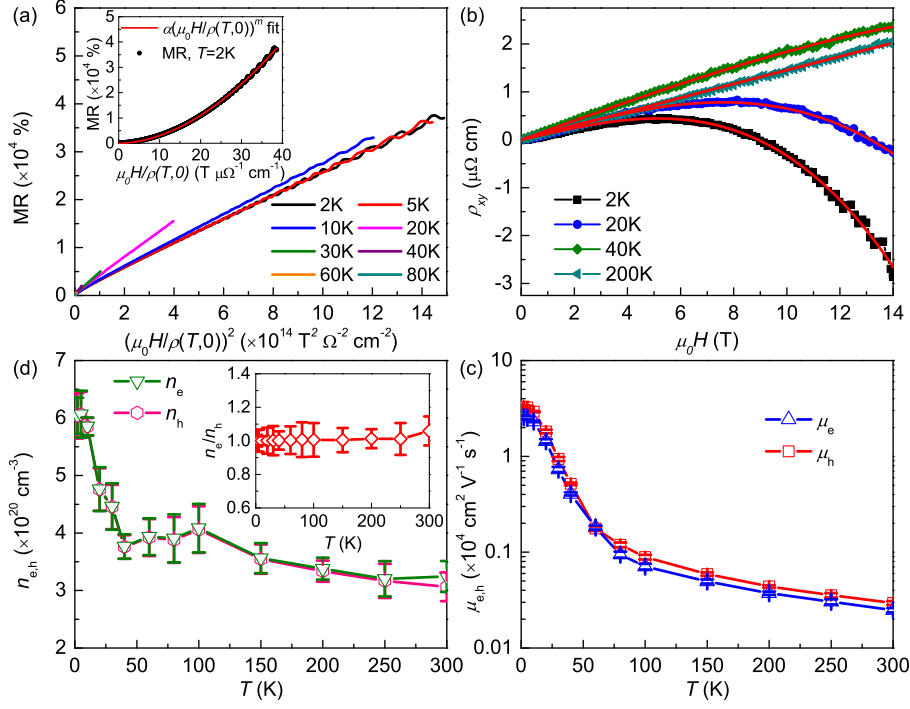 (a)
5
4
3
2
1
0
MR (×10⁴ %)
α(μ₀H/ρ(T,0))ᵐ fit
MR, T=2K
5
4
3
2
1
0
MR (×10⁴ %)
0 10 20 30 40
μ₀H/ρ(T,0) (T μΩ⁻¹ cm⁻¹)
2K 5K
10K 20K
30K 40K
60K 80K
0 2 4 6 8 10 12 14
(μ₀H/ρ(T,0))² (×10¹⁴ T² Ω⁻² cm⁻²)
(b)
2
1
0
-1
-2
-3
ρxy (μΩ cm)
2K
20K
40K
200K
0 2 4 6 8 10 12 14
μ₀H (T)
(d)
7
6
5
4
3
2
nₑ,ₕ (×10²⁰ cm⁻³)
nₑ
nₕ
1.4
1.2
1.0
0.8
0.6
nₑ/nₕ
0 100 200 300
T (K)
0 50 100 150 200 250 300
T (K)
(c)
10
1
0.1
0.01
μₑ,ₕ (×10⁴ cm² V⁻¹ s⁻¹)
μₑ
μₕ
0 50 100 150 200 250 300
T (K)